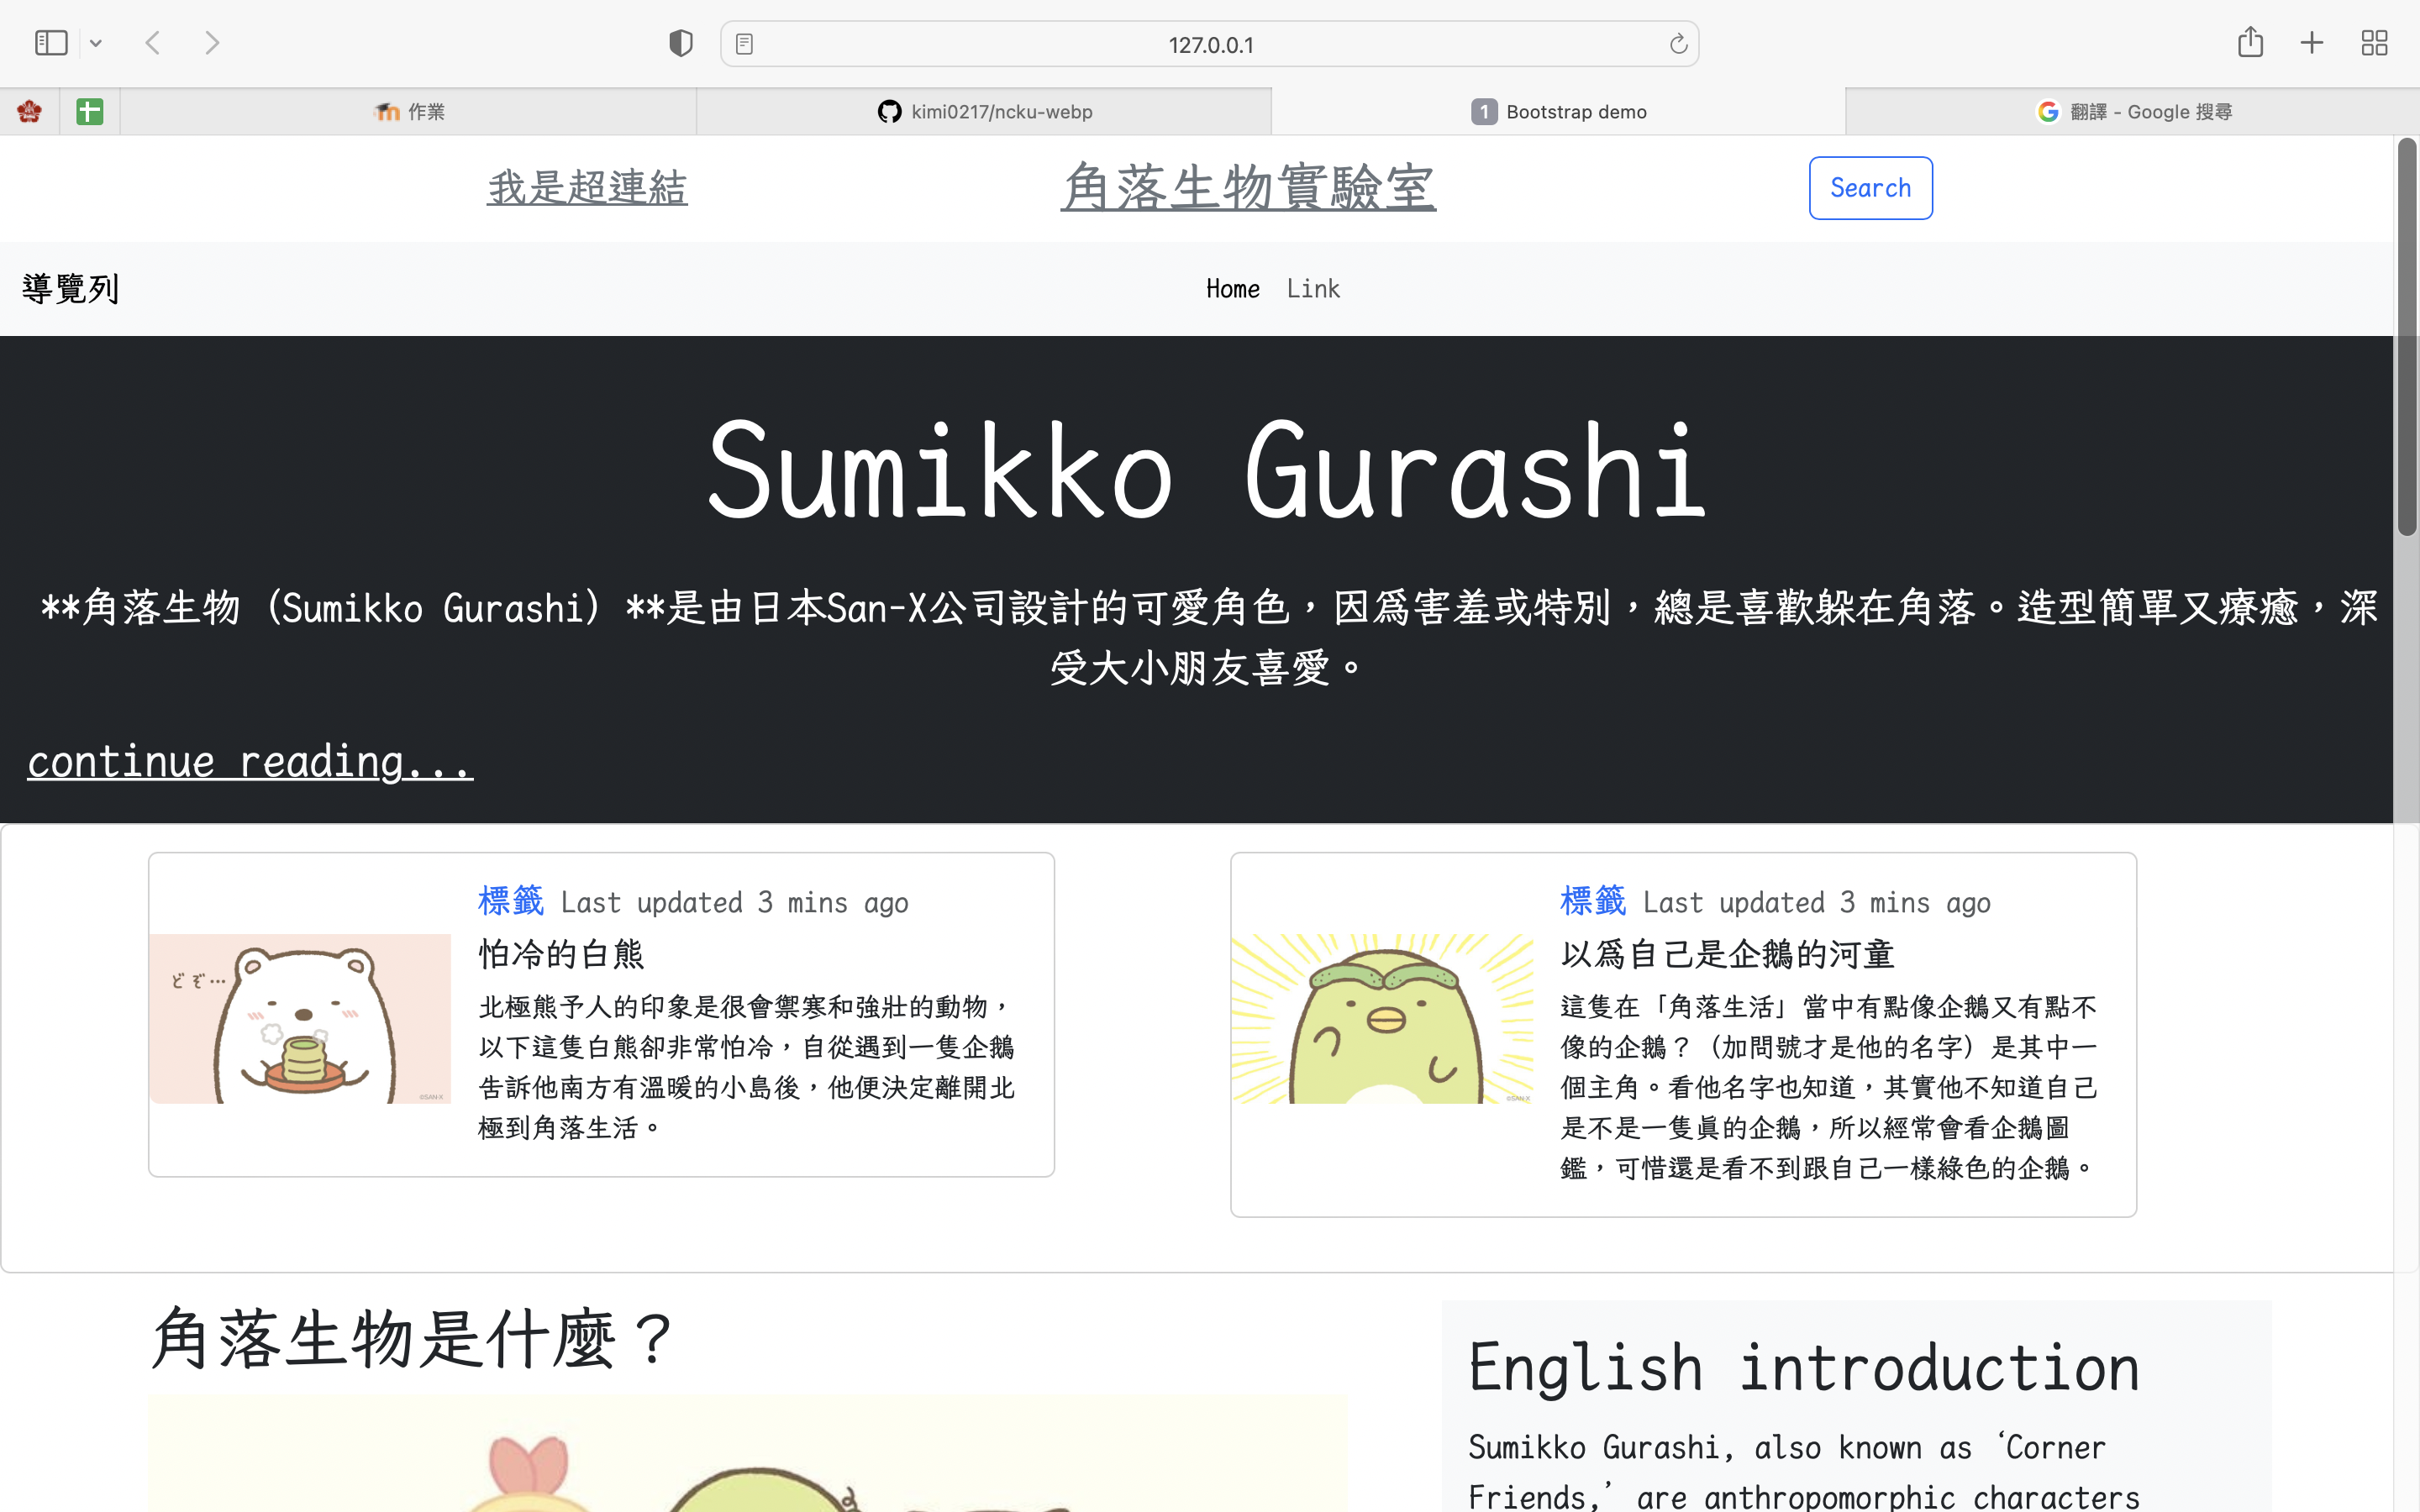 127.0.0.1
作業
kimi0217/ncku-webp
1 Bootstrap demo
翻譯 - Google 搜尋
我是超連結
角落生物實驗室
Search
導覽列
Home Link
Sumikko Gurashi
**角落生物（Sumikko Gurashi）**是由日本San-X公司設計的可愛角色，因為害羞或特別，總是喜歡躲在角落。造型簡單又療癒，深
受大小朋友喜愛。
continue reading...
標籤 Last updated 3 mins ago
怕冷的白熊
北極熊予人的印象是很會禦寒和強壯的動物，
以下這隻白熊卻非常怕冷，自從遇到一隻企鵝
告訴他南方有溫暖的小島後，他便決定離開北
極到角落生活。
どぞ…
©SAN-X
標籤 Last updated 3 mins ago
以為自己是企鵝的河童
這隻在「角落生活」當中有點像企鵝又有點不
像的企鵝？（加問號才是他的名字）是其中一
個主角。看他名字也知道，其實他不知道自己
是不是一隻真的企鵝，所以經常會看企鵝圖
鑑，可惜還是看不到跟自己一樣綠色的企鵝。
©SAN-X
角落生物是什麼？
English introduction
Sumikko Gurashi, also known as ‘Corner
Friends,’ are anthropomorphic characters